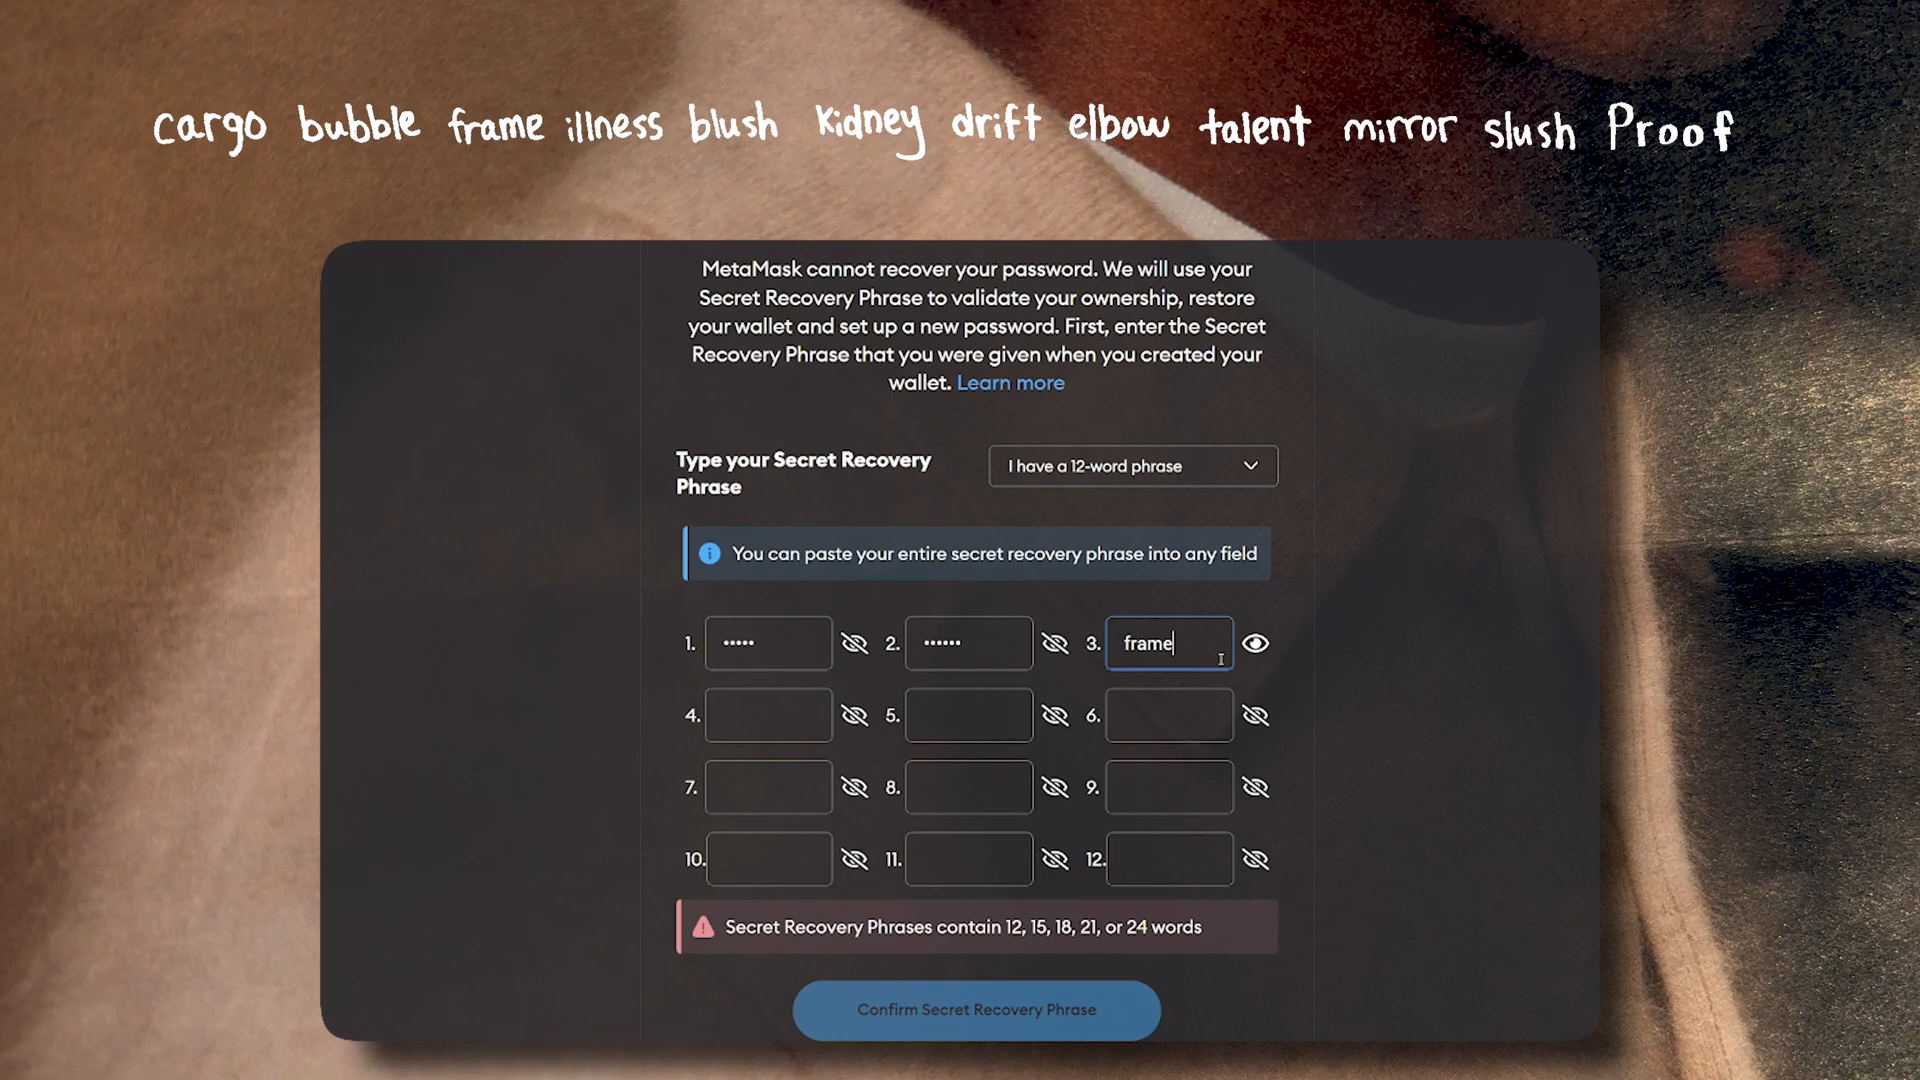 cargo bubble frame illness blush kidney drift elbow talent mirror slush Proof
MetaMask cannot recover your password. We will use your
Secret Recovery Phrase to validate your ownership, restore
your wallet and set up a new password. First, enter the Secret
Recovery Phrase that you were given when you created your
wallet. Learn more
Type your Secret Recovery
Phrase
I have a 12-word phrase
You can paste your entire secret recovery phrase into any field
1. ••••• 2. •••••• 3. frame
4. 5. 6.
7. 8. 9.
10. 11. 12.
Secret Recovery Phrases contain 12, 15, 18, 21, or 24 words
Confirm Secret Recovery Phrase